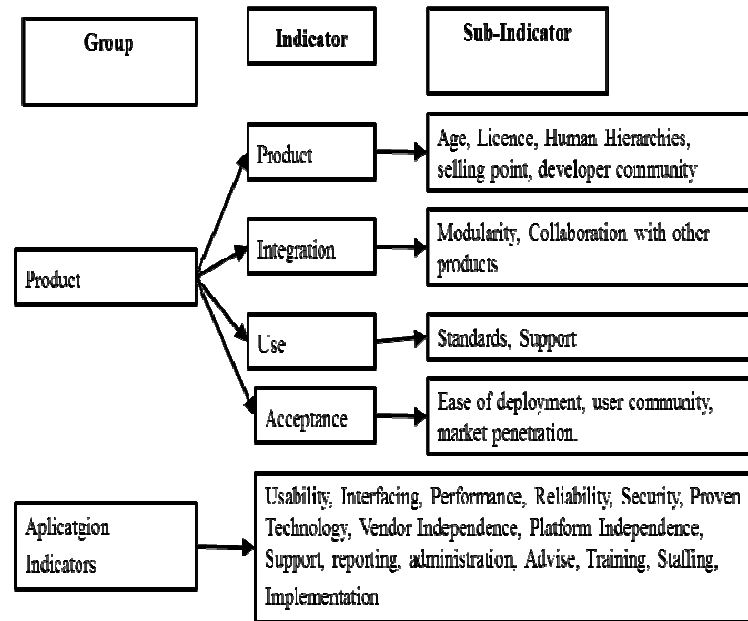 Group
Indicator
Sub-Indicator
Product
Age, Licence, Human Hierarchies,
selling point, developer community
Integration
Modularity, Collaboration with other
products
Product
Use
Standards, Support
Acceptance
Ease of deployment, user community,
market penetration.
Aplicatgion
Indicators
Usability, Interfacing, Performance, Reliability, Security, Proven
Technology, Vendor Independence, Platform Independence,
Support, reporting, administration, Advise, Training, Staffing,
Implementation